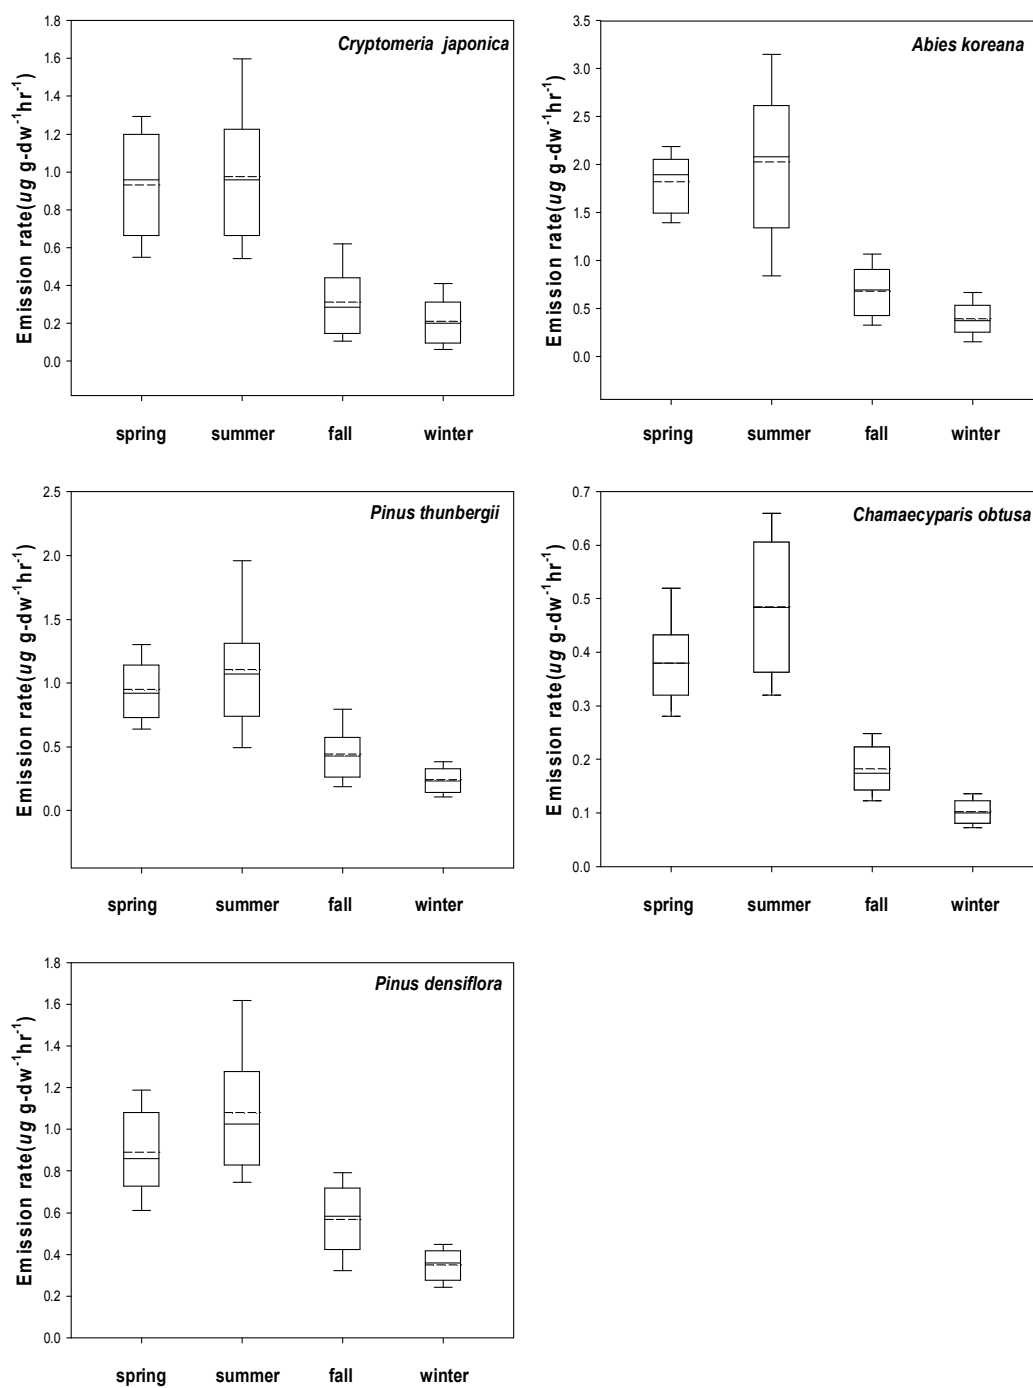 Cryptomeria japonica
Emission rate(ug g-dw⁻¹hr⁻¹)
1.8
1.6
1.4
1.2
1.0
0.8
0.6
0.4
0.2
0.0
spring summer fall winter
Abies koreana
Emission rate(ug g-dw⁻¹hr⁻¹)
3.5
3.0
2.5
2.0
1.5
1.0
0.5
0.0
spring summer fall winter
Pinus thunbergii
Emission rate(ug g-dw⁻¹hr⁻¹)
2.5
2.0
1.5
1.0
0.5
0.0
spring summer fall winter
Chamaecyparis obtusa
Emission rate(ug g-dw⁻¹hr⁻¹)
0.7
0.6
0.5
0.4
0.3
0.2
0.1
0.0
spring summer fall winter
Pinus densiflora
Emission rate(ug g-dw⁻¹hr⁻¹)
1.8
1.6
1.4
1.2
1.0
0.8
0.6
0.4
0.2
0.0
spring summer fall winter